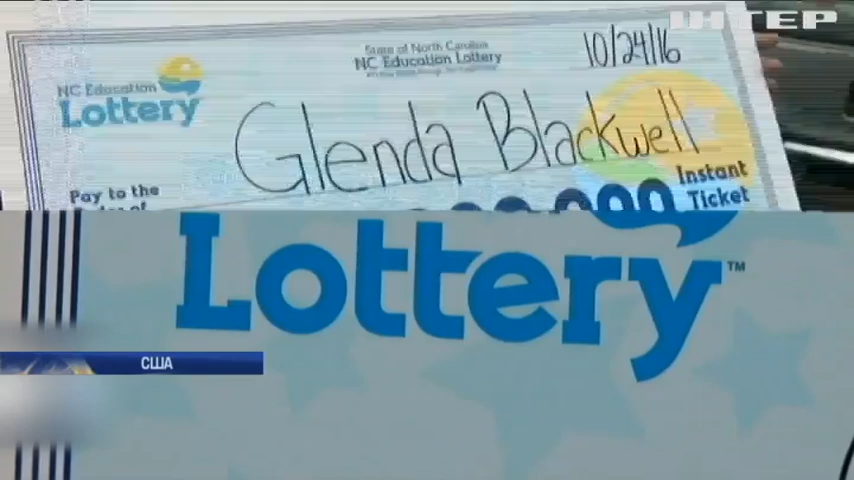 ІНТЕР
State of North Carolina
NC Education Lottery
10/24/16
NC Education
Lottery
Glenda Blackwell
Pay to the
Instant
Ticket
Lottery™
США